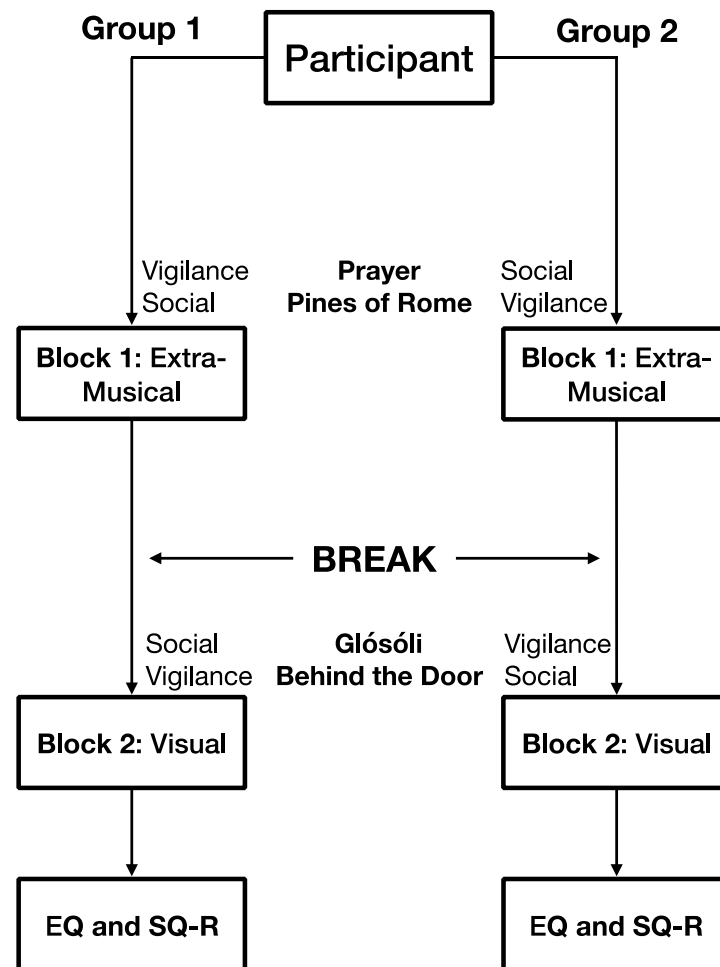 Group 1
Participant
Group 2
Vigilance
Social
Prayer
Pines of Rome
Social
Vigilance
Block 1: Extra-
Musical
Block 1: Extra-
Musical
BREAK
Social
Vigilance
Glósóli
Behind the Door
Vigilance
Social
Block 2: Visual
Block 2: Visual
EQ and SQ-R
EQ and SQ-R